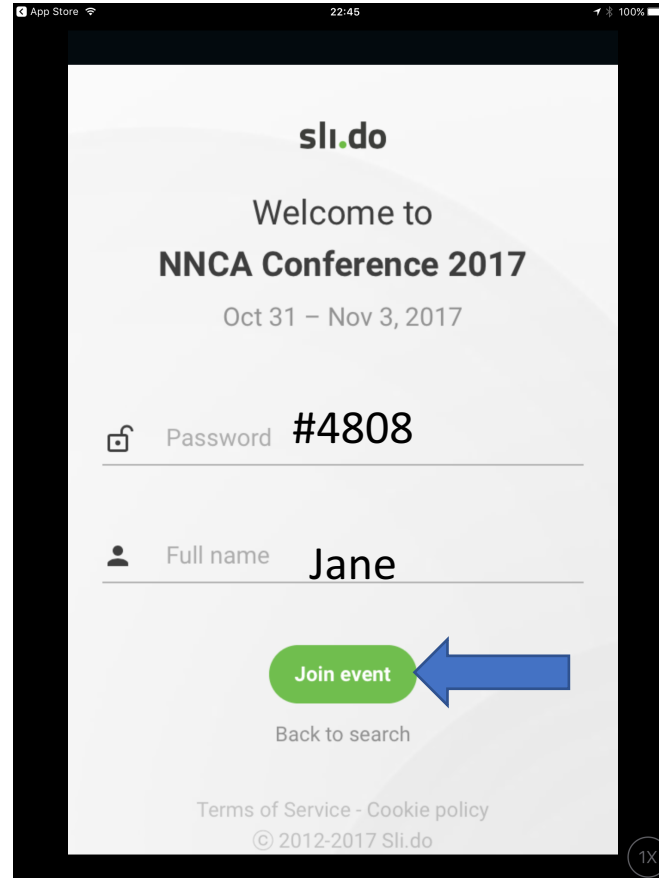 App Store 22:45 100%
slı.do
Welcome to
NNCA Conference 2017
Oct 31 – Nov 3, 2017
Password #4808
Full name Jane
Join event
Back to search
Terms of Service - Cookie policy
© 2012-2017 Sli.do
1X